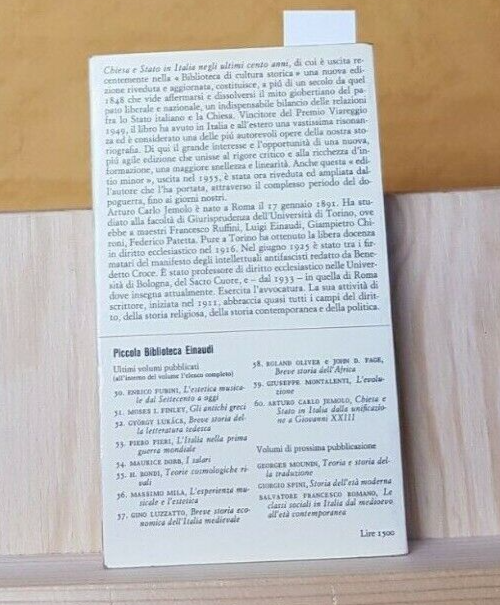 Chiesa e Stato in Italia negli ultimi cento anni, di cui è uscita re-
centemente nella « Biblioteca di cultura storica » una nuova edi-
zione riveduta e aggiornata, costituisce, a piú di un secolo da quel
1848 che vide affermarsi e dissolversi il mito giobertiano del pa-
pato liberale e nazionale, un indispensabile bilancio delle relazioni
fra lo Stato italiano e la Chiesa. Vincitore del Premio Viareggio
1949, il libro ha avuto in Italia e all'estero una vastissima risonan-
za ed è considerato una delle piú autorevoli opere della nostra sto-
riografia. Di qui il grande interesse e l'opportunità di una nuova,
piú agile edizione che unisse al rigore critico e alla ricchezza d'in-
formazione, una maggiore snellezza e linearità. Anche questa « edi-
tio minor », uscita nel 1955, è stata ora riveduta ed ampliata dal-
l'autore che l'ha portata, attraverso il complesso periodo del do-
poguerra, fino ai giorni nostri.
Arturo Carlo Jemolo è nato a Roma il 17 gennaio 1891. Ha stu-
diato alla facoltà di Giurisprudenza dell'Università di Torino, ove
ebbe a maestri Francesco Ruffini, Luigi Einaudi, Giampietro Chi-
roni, Federico Patetta. Pure a Torino ha ottenuto la libera docenza
in diritto ecclesiastico nel 1916. Nel giugno 1925 è stato tra i fir-
matari del manifesto degli intellettuali antifascisti redatto da Bene-
detto Croce. È stato professore di diritto ecclesiastico nelle Univer-
sità di Bologna, del Sacro Cuore, e – dal 1933 – in quella di Roma
dove insegna attualmente. Esercita l'avvocatura. La sua attività di
scrittore, iniziata nel 1911, abbraccia quasi tutti i campi del dirit-
to, della storia religiosa, della storia contemporanea e della politica.
Piccola Biblioteca Einaudi
Ultimi volumi pubblicati
(all'interno del volume l'elenco completo)
50. ENRICO FUBINI, L'estetica musica-
le dal Settecento a oggi
51. MOSES I. FINLEY, Gli antichi greci
52. GYÖRGY LUKÁCS, Breve storia del-
la letteratura tedesca
53. PIERO PIERI, L'Italia nella prima
guerra mondiale
54. MAURICE DOBB, I salari
55. H. BONDI, Teorie cosmologiche ri-
vali
56. MASSIMO MILA, L'esperienza mu-
sicale e l'estetica
57. GINO LUZZATTO, Breve storia eco-
nomica dell'Italia medievale
58. ROLAND OLIVER e JOHN D. FAGE,
Breve storia dell'Africa
59. GIUSEPPE MONTALENTI, L'evolu-
zione
60. ARTURO CARLO JEMOLO, Chiesa e
Stato in Italia dalla unificazio-
ne a Giovanni XXIII
Volumi di prossima pubblicazione
GEORGES MOUNIN, Teoria e storia del-
la traduzione
GIORGIO SPINI, Storia dell'età moderna
SALVATORE FRANCESCO ROMANO, Le
classi sociali in Italia dal medioevo
all'età contemporanea
Lire 1500